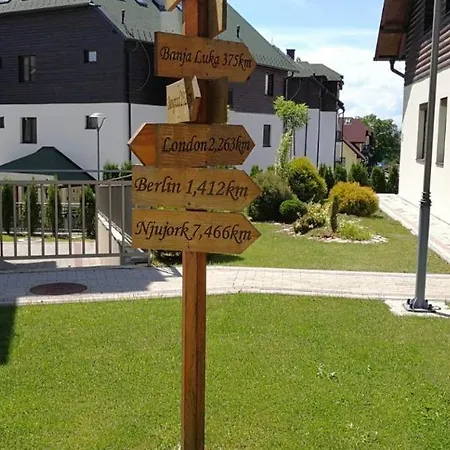 Banja Luka 375km
London 2,263km
Berlin 1,412km
Njujork 7,466km